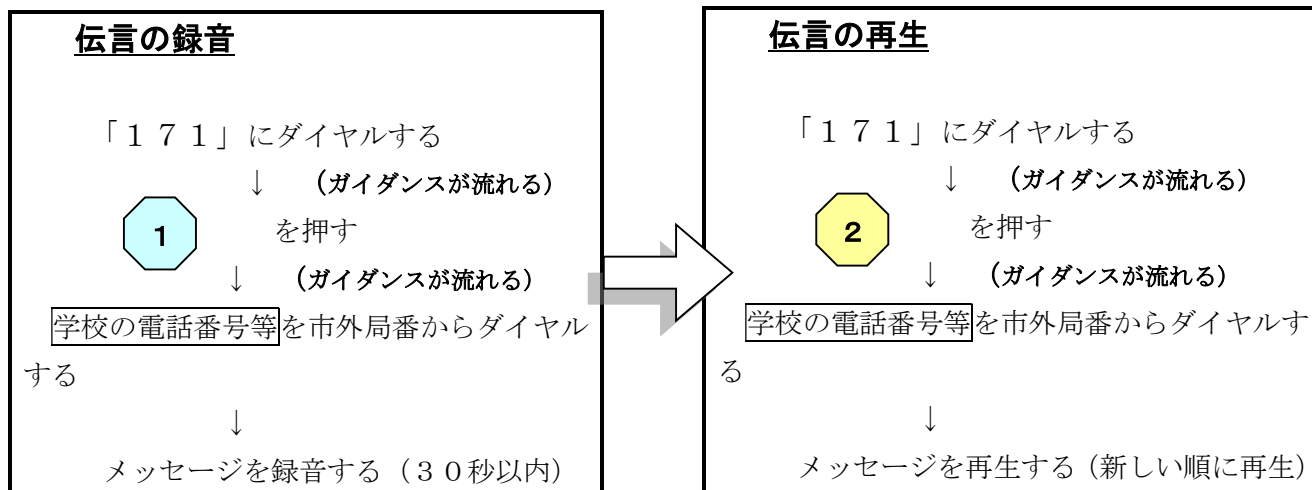 伝言の録音
「１７１」にダイヤルする
↓ （ガイダンスが流れる）
1 を押す
↓ （ガイダンスが流れる）
学校の電話番号等を市外局番からダイヤル
する
↓
メッセージを録音する（３０秒以内）
伝言の再生
「１７１」にダイヤルする
↓ （ガイダンスが流れる）
2 を押す
↓ （ガイダンスが流れる）
学校の電話番号等を市外局番からダイヤルす
る
↓
メッセージを再生する（新しい順に再生）